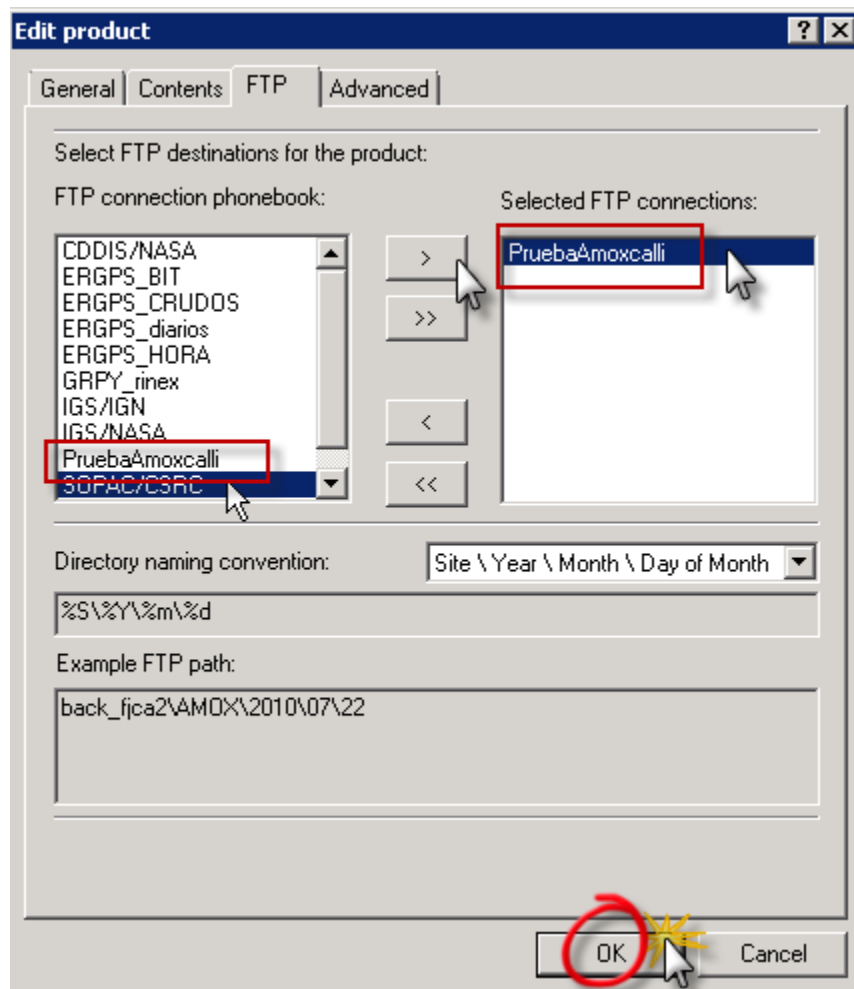 Edit product
General Contents FTP Advanced
Select FTP destinations for the product:
FTP connection phonebook:
CDDIS/NASA
ERGPS_BIT
ERGPS_CRUDOS
ERGPS_diarios
ERGPS_HORA
GRPY_rinex
IGS/IGN
IGS/NASA
PruebaAmoxcalli
SOPAC/CSRC
>
>>
<
<<
Selected FTP connections:
PruebaAmoxcalli
Directory naming convention:
Site \ Year \ Month \ Day of Month
%S\%Y\%m\%d
Example FTP path:
back_fjca2\AMOX\2010\07\22
OK Cancel